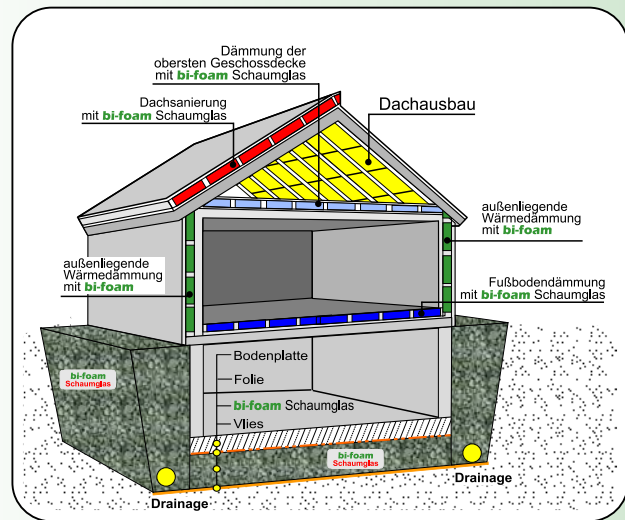 Dämmung der
obersten Geschossdecke
mit bi-foam Schaumglas
Dachsanierung
mit bi-foam Schaumglas
Dachausbau
außenliegende
Wärmedämmung
mit bi-foam
außenliegende
Wärmedämmung
mit bi-foam
Fußbodendämmung
mit bi-foam Schaumglas
Bodenplatte
Folie
bi-foam Schaumglas
Vlies
bi-foam
Schaumglas
bi-foam
Schaumglas
Drainage
Drainage